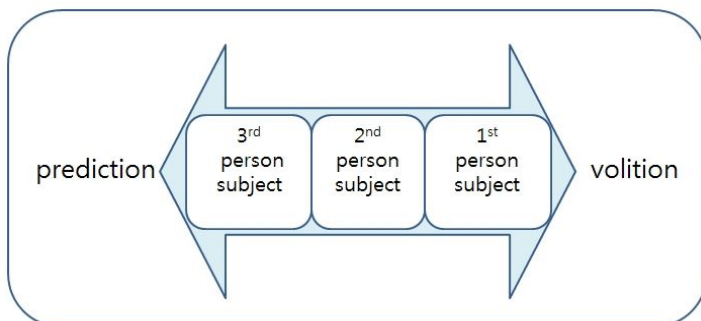 prediction
3rd person subject
2nd person subject
1st person subject
volition